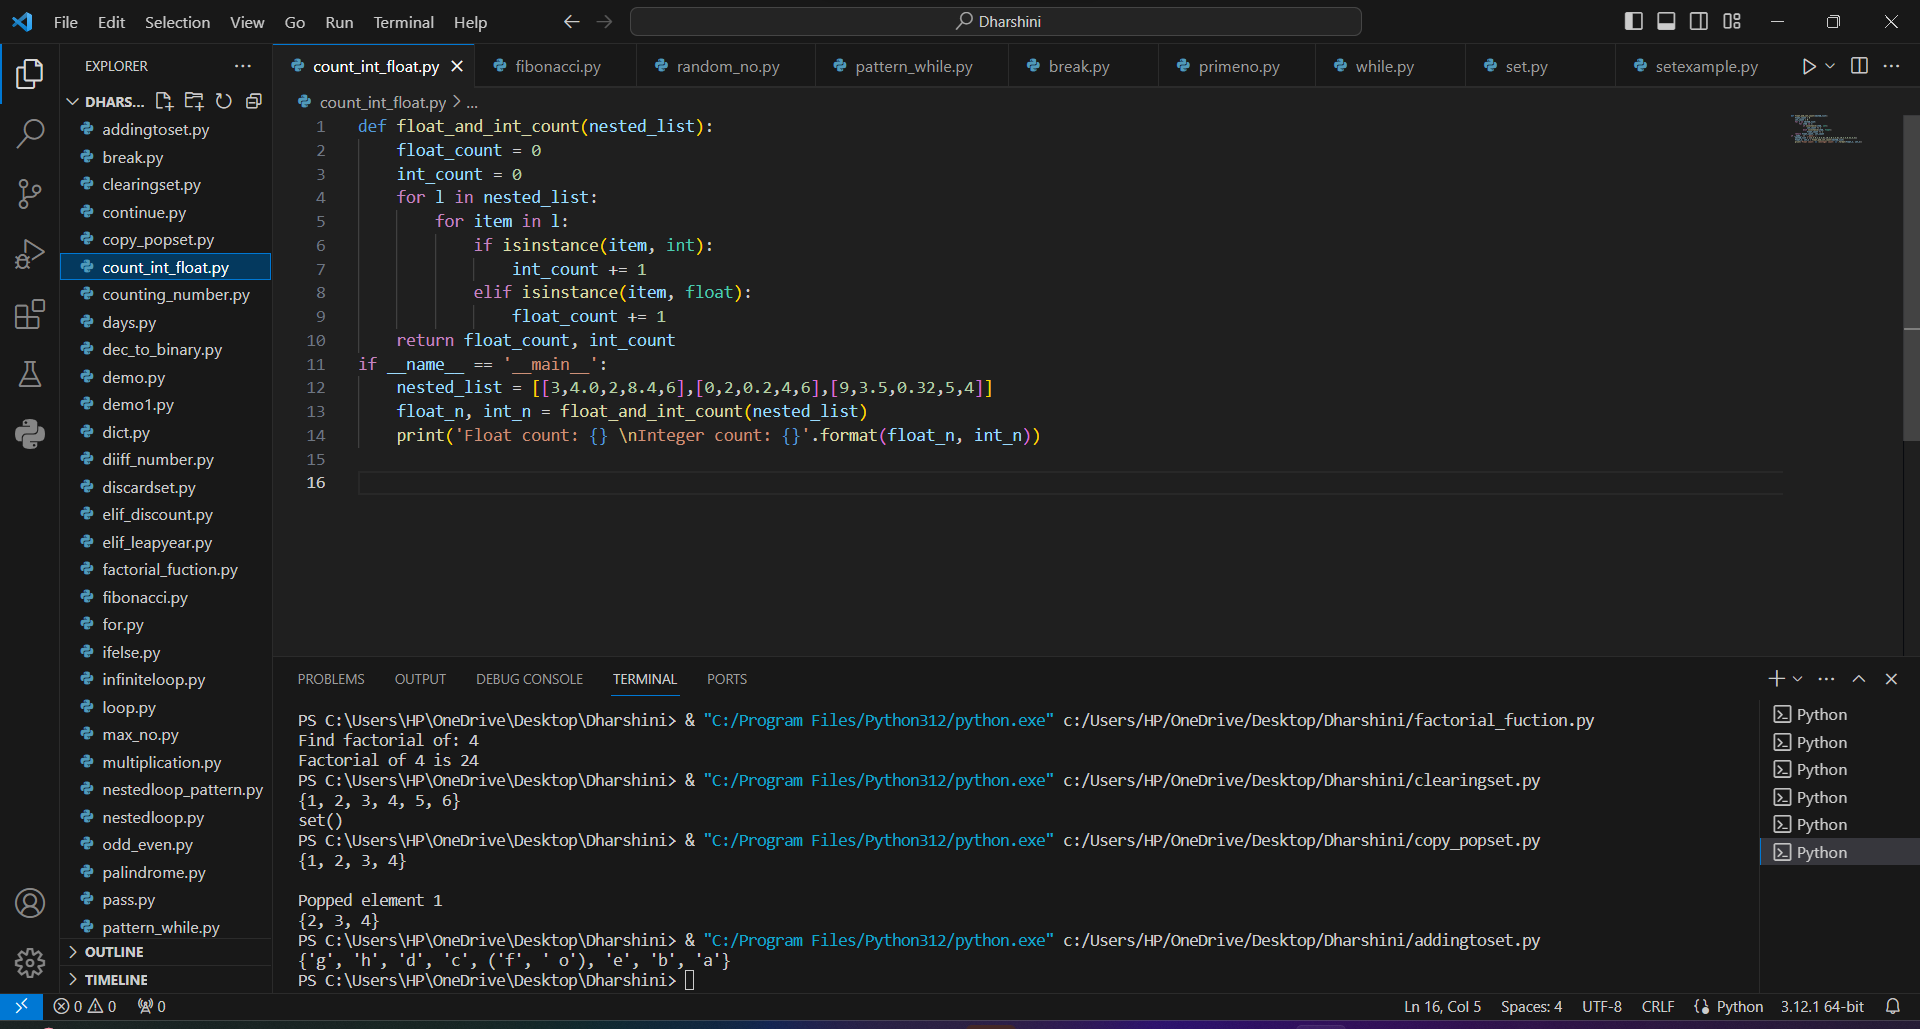 File Edit Selection View Go Run Terminal Help
Dharshini
EXPLORER
DHARS...
addingtoset.py
break.py
clearingset.py
continue.py
copy_popset.py
count_int_float.py
counting_number.py
days.py
dec_to_binary.py
demo.py
demo1.py
dict.py
diiff_number.py
discardset.py
elif_discount.py
elif_leapyear.py
factorial_fuction.py
fibonacci.py
for.py
ifelse.py
infiniteloop.py
loop.py
max_no.py
multiplication.py
nestedloop_pattern.py
nestedloop.py
odd_even.py
palindrome.py
pass.py
pattern_while.py
OUTLINE
TIMELINE
count_int_float.py fibonacci.py random_no.py pattern_while.py break.py primeno.py while.py set.py setexample.py
count_int_float.py > ...
1 def float_and_int_count(nested_list):
2 float_count = 0
3 int_count = 0
4 for l in nested_list:
5 for item in l:
6 if isinstance(item, int):
7 int_count += 1
8 elif isinstance(item, float):
9 float_count += 1
10 return float_count, int_count
11 if __name__ == '__main__':
12 nested_list = [[3,4.0,2,8.4,6],[0,2,0.2,4,6],[9,3.5,0.32,5,4]]
13 float_n, int_n = float_and_int_count(nested_list)
14 print('Float count: {} \nInteger count: {}'.format(float_n, int_n))
15
16
PROBLEMS OUTPUT DEBUG CONSOLE TERMINAL PORTS
PS C:\Users\HP\OneDrive\Desktop\Dharshini> & "C:/Program Files/Python312/python.exe" c:/Users/HP/OneDrive/Desktop/Dharshini/factorial_fuction.py
Find factorial of: 4
Factorial of 4 is 24
PS C:\Users\HP\OneDrive\Desktop\Dharshini> & "C:/Program Files/Python312/python.exe" c:/Users/HP/OneDrive/Desktop/Dharshini/clearingset.py
{1, 2, 3, 4, 5, 6}
set()
PS C:\Users\HP\OneDrive\Desktop\Dharshini> & "C:/Program Files/Python312/python.exe" c:/Users/HP/OneDrive/Desktop/Dharshini/copy_popset.py
{1, 2, 3, 4}
Popped element 1
{2, 3, 4}
PS C:\Users\HP\OneDrive\Desktop\Dharshini> & "C:/Program Files/Python312/python.exe" c:/Users/HP/OneDrive/Desktop/Dharshini/addingtoset.py
{'g', 'h', 'd', 'c', ('f', ' o'), 'e', 'b', 'a'}
PS C:\Users\HP\OneDrive\Desktop\Dharshini>
Python
Python
Python
Python
Python
Python
0 0 0 Ln 16, Col 5 Spaces: 4 UTF-8 CRLF Python 3.12.1 64-bit